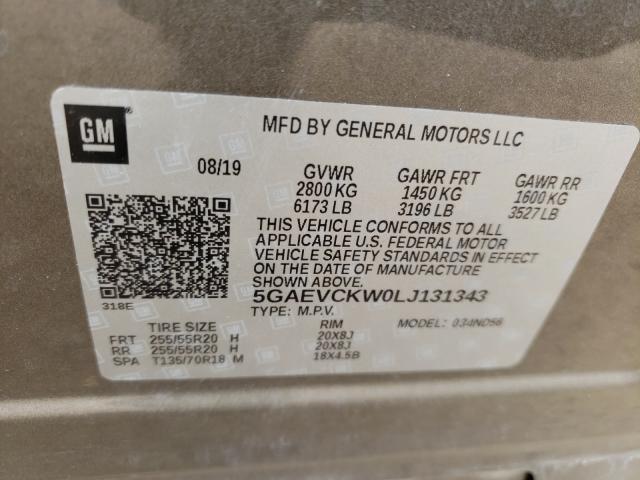 GM
MFD BY GENERAL MOTORS LLC
08/19 GVWR GAWR FRT GAWR RR
2800 KG 1450 KG 1600 KG
6173 LB 3196 LB 3527 LB
THIS VEHICLE CONFORMS TO ALL
APPLICABLE U.S. FEDERAL MOTOR
VEHICLE SAFETY STANDARDS IN EFFECT
ON THE DATE OF MANUFACTURE
SHOWN ABOVE.
318E
5GAEVCKW0LJ131343
TYPE: M.P.V. MODEL: 034ND56
TIRE SIZE RIM
FRT 255/55R20 H 20X8J
RR 255/55R20 H 20X8J
SPA T135/70R18 M 18X4.5B